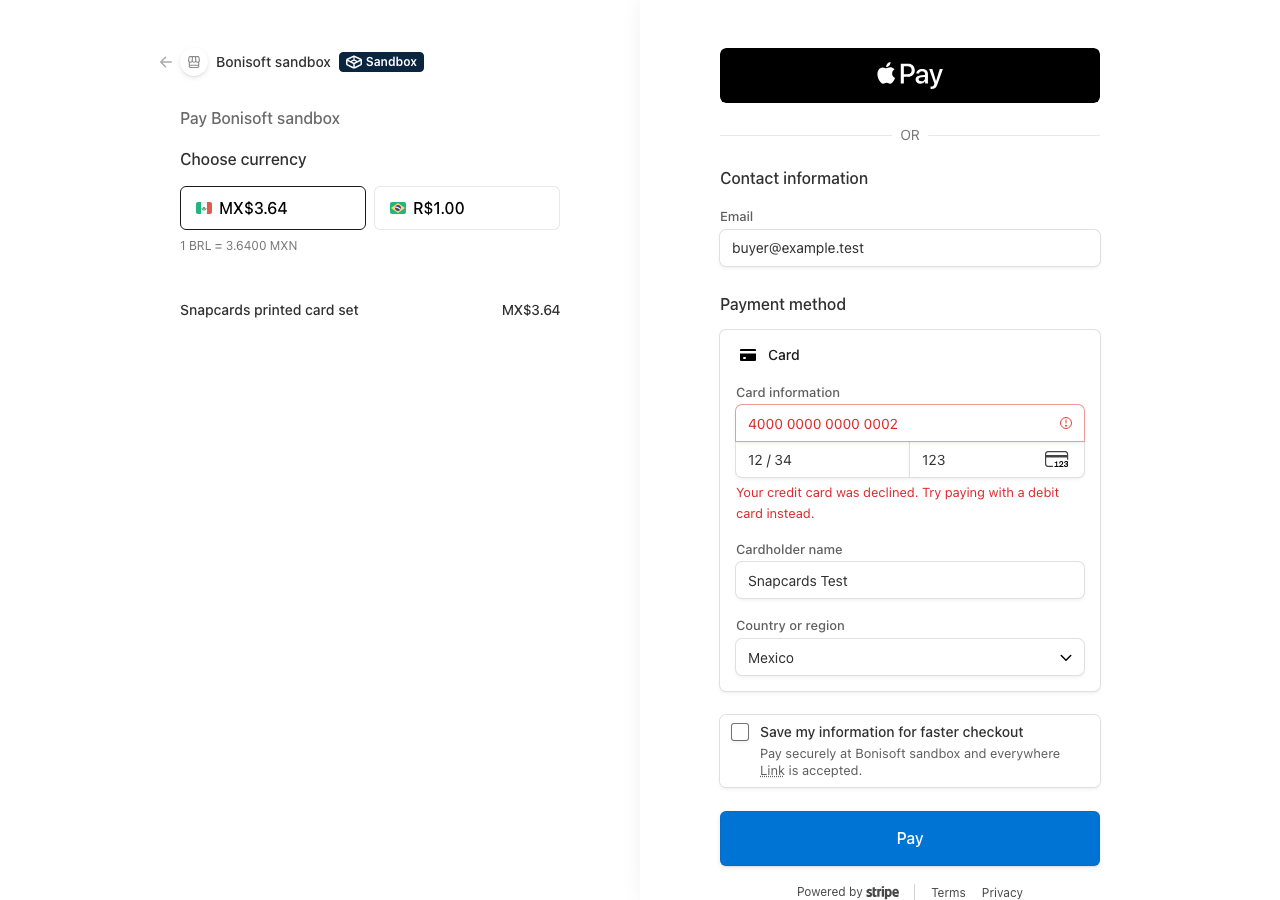 Bonisoft sandbox Sandbox
Pay Bonisoft sandbox
Choose currency
MX$3.64 R$1.00
1 BRL = 3.6400 MXN
Snapcards printed card set MX$3.64
Pay
OR
Contact information
Email
buyer@example.test
Payment method
Card
Card information
4000 0000 0000 0002
12 / 34 123 123
Your credit card was declined. Try paying with a debit
card instead.
Cardholder name
Snapcards Test
Country or region
Mexico
Save my information for faster checkout
Pay securely at Bonisoft sandbox and everywhere
Link is accepted.
Pay
Powered by stripe Terms Privacy